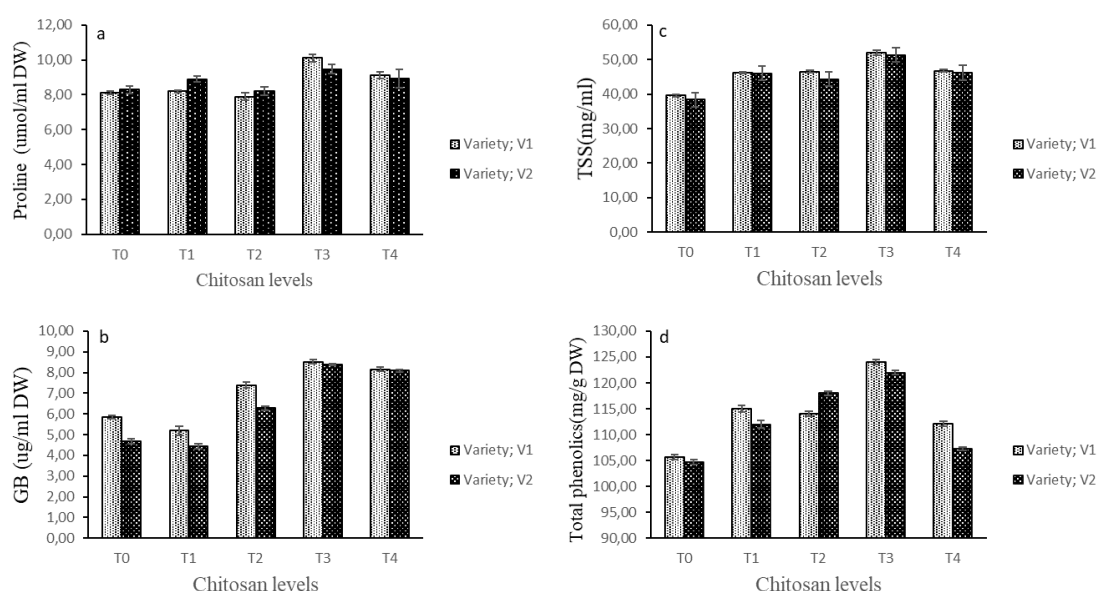 a
Proline (umol/ml DW)
12,00
10,00
8,00
6,00
4,00
2,00
0,00
T0 T1 T2 T3 T4
Chitosan levels
Variety; V1
Variety; V2
c
TSS(mg/ml)
60,00
50,00
40,00
30,00
20,00
10,00
0,00
T0 T1 T2 T3 T4
Chitosan levels
Variety; V1
Variety; V2
b
GB (ug/ml DW)
10,00
9,00
8,00
7,00
6,00
5,00
4,00
3,00
2,00
1,00
0,00
T0 T1 T2 T3 T4
Chitosan levels
Variety; V1
Variety; V2
d
Total phenolics(mg/g DW)
130,00
125,00
120,00
115,00
110,00
105,00
100,00
95,00
90,00
T0 T1 T2 T3 T4
Chitosan levels
Variety; V1
Variety; V2